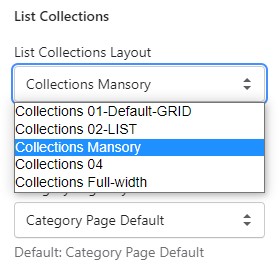 List Collections
List Collections Layout
Collections Mansory
Collections 01-Default-GRID
Collections 02-LIST
Collections Mansory
Collections 04
Collections Full-width
Category Page Default
Default: Category Page Default